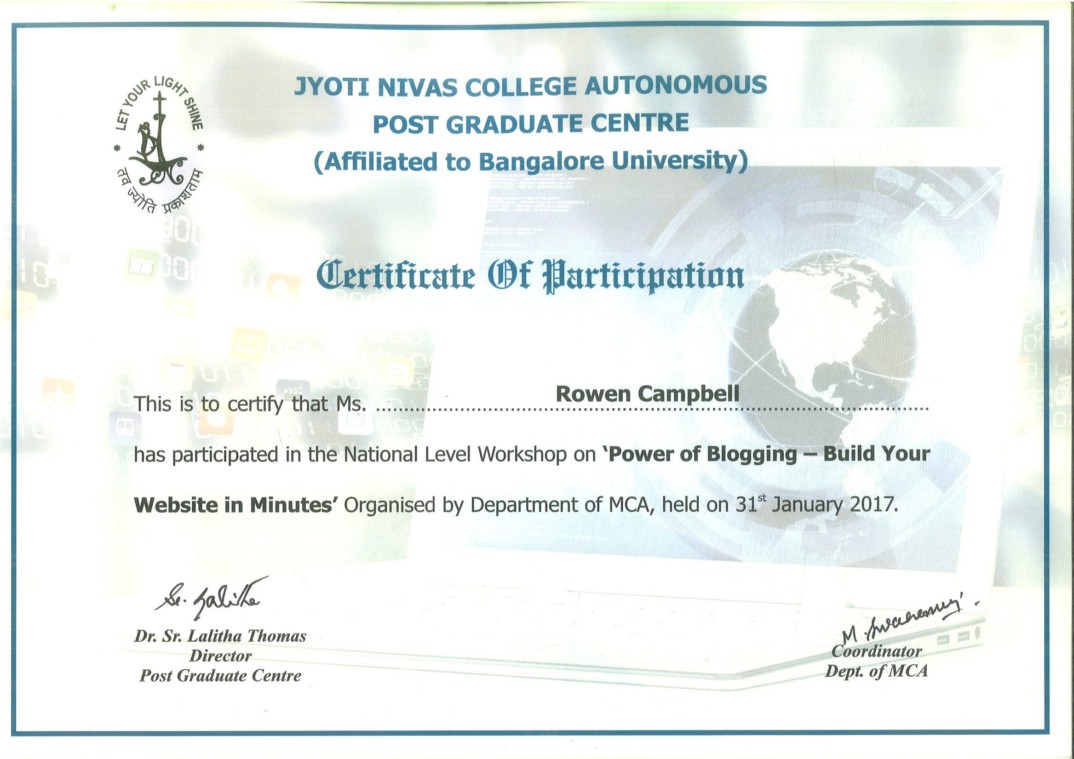 LET YOUR LIGHT SHINE
तव ज्योति प्रकाशताम
JYOTI NIVAS COLLEGE AUTONOMOUS
POST GRADUATE CENTRE
(Affiliated to Bangalore University)
Certificate Of Participation
This is to certify that Ms. Rowen Campbell
has participated in the National Level Workshop on ‘Power of Blogging – Build Your
Website in Minutes’ Organised by Department of MCA, held on 31st January 2017.
Sr. Lalitha
Dr. Sr. Lalitha Thomas
Director
Post Graduate Centre
Coordinator
Dept. of MCA